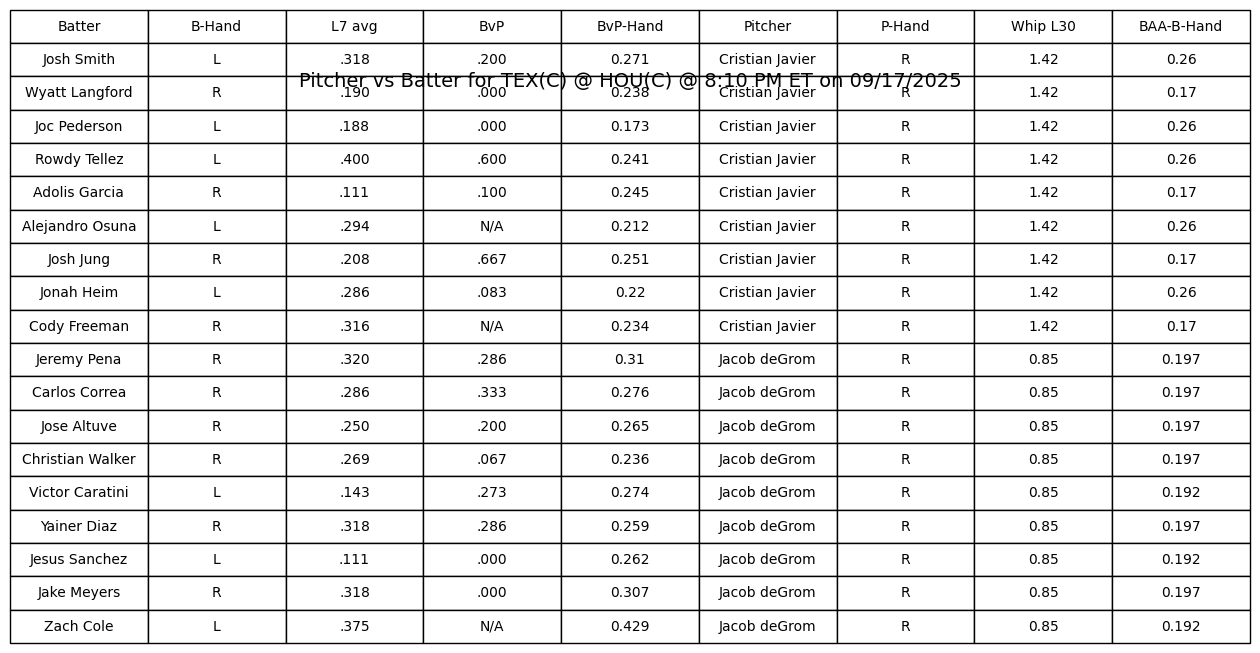 Batter B-Hand L7 avg BvP BvP-Hand Pitcher P-Hand Whip L30 BAA-B-Hand
Josh Smith L .318 .200 0.271 Cristian Javier R 1.42 0.26
Pitcher vs Batter for TEX(C) @ HOU(C) @ 8:10 PM ET on 09/17/2025
Wyatt Langford R .190 .000 0.238 Cristian Javier R 1.42 0.17
Joc Pederson L .188 .000 0.173 Cristian Javier R 1.42 0.26
Rowdy Tellez L .400 .600 0.241 Cristian Javier R 1.42 0.26
Adolis Garcia R .111 .100 0.245 Cristian Javier R 1.42 0.17
Alejandro Osuna L .294 N/A 0.212 Cristian Javier R 1.42 0.26
Josh Jung R .208 .667 0.251 Cristian Javier R 1.42 0.17
Jonah Heim L .286 .083 0.22 Cristian Javier R 1.42 0.26
Cody Freeman R .316 N/A 0.234 Cristian Javier R 1.42 0.17
Jeremy Pena R .320 .286 0.31 Jacob deGrom R 0.85 0.197
Carlos Correa R .286 .333 0.276 Jacob deGrom R 0.85 0.197
Jose Altuve R .250 .200 0.265 Jacob deGrom R 0.85 0.197
Christian Walker R .269 .067 0.236 Jacob deGrom R 0.85 0.197
Victor Caratini L .143 .273 0.274 Jacob deGrom R 0.85 0.192
Yainer Diaz R .318 .286 0.259 Jacob deGrom R 0.85 0.197
Jesus Sanchez L .111 .000 0.262 Jacob deGrom R 0.85 0.192
Jake Meyers R .318 .000 0.307 Jacob deGrom R 0.85 0.197
Zach Cole L .375 N/A 0.429 Jacob deGrom R 0.85 0.192